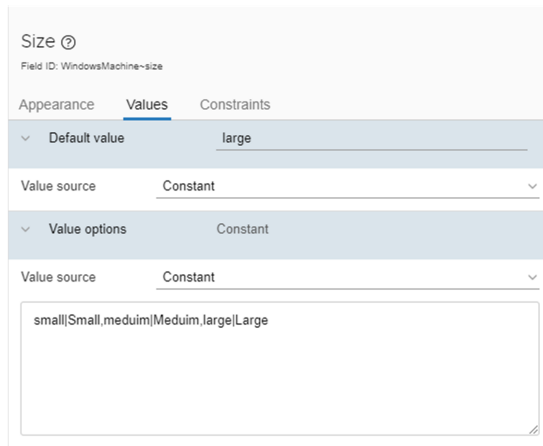 Size ?
Field ID: WindowsMachine~size
Appearance Values Constraints
Default value large
Value source Constant
Value options Constant
Value source Constant
small|Small,meduim|Meduim,large|Large